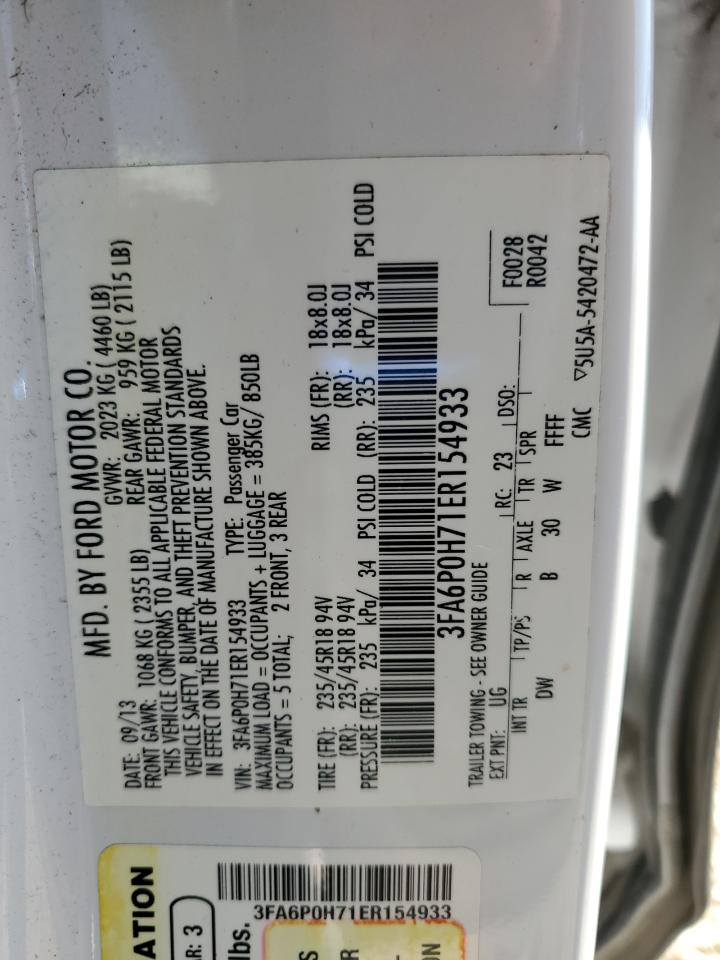 MFD. BY FORD MOTOR CO.
DATE: 09/13 GVWR: 2023 KG ( 4460 LB)
FRONT GAWR: 1068 KG ( 2355 LB) REAR GAWR: 959 KG ( 2115 LB)
THIS VEHICLE CONFORMS TO ALL APPLICABLE FEDERAL MOTOR
VEHICLE SAFETY, BUMPER, AND THEFT PREVENTION STANDARDS
IN EFFECT ON THE DATE OF MANUFACTURE SHOWN ABOVE.
VIN: 3FA6P0H71ER154933 TYPE: Passenger Car
MAXIMUM LOAD = OCCUPANTS + LUGGAGE = 385KG/ 850LB
OCCUPANTS = 5 TOTAL; 2 FRONT, 3 REAR
TIRE (FR): 235/45R18 94V RIMS (FR): 18x8.0J
(RR): 235/45R18 94V (RR): 18x8.0J
PRESSURE (FR): 235 kPa/ 34 PSI COLD (RR): 235 kPa/ 34 PSI COLD
3FA6P0H71ER154933
TRAILER TOWING - SEE OWNER GUIDE
EXT PNT: UG RC: 23 DSO: F0028
INT TR TP/PS R AXLE TR SPR R0042
DW B 30 W FFFF
CMC ▽5U5A-5420472-AA
ATION
AR: 3
lbs.
3FA6P0H71ER154933
S
R
ON